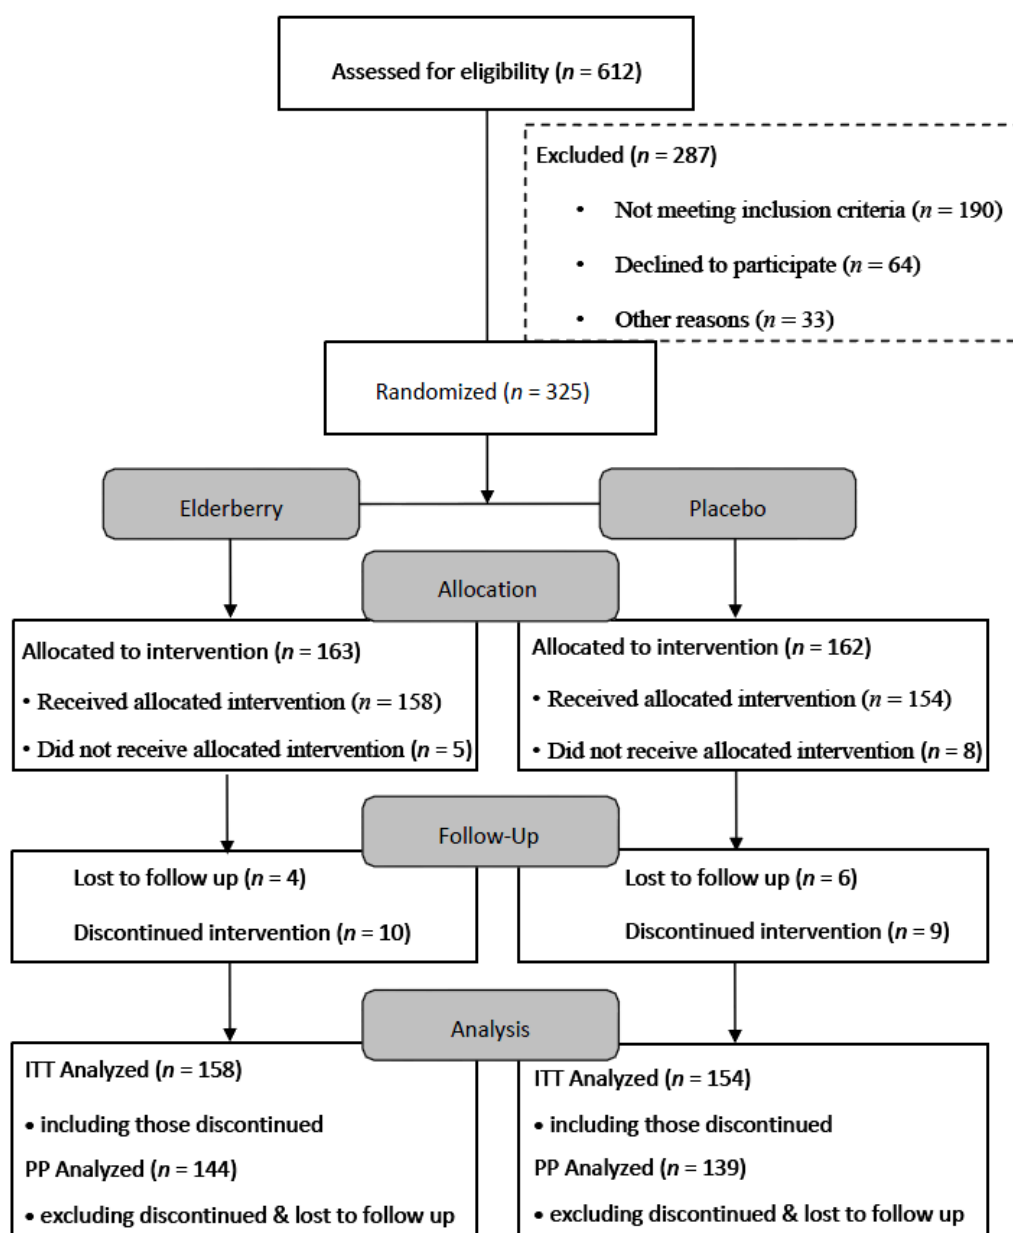 Assessed for eligibility (n = 612)
Excluded (n = 287)
• Not meeting inclusion criteria (n = 190)
• Declined to participate (n = 64)
• Other reasons (n = 33)
Randomized (n = 325)
Elderberry
Placebo
Allocation
Allocated to intervention (n = 163)
• Received allocated intervention (n = 158)
• Did not receive allocated intervention (n = 5)
Allocated to intervention (n = 162)
• Received allocated intervention (n = 154)
• Did not receive allocated intervention (n = 8)
Follow-Up
Lost to follow up (n = 4)
Discontinued intervention (n = 10)
Lost to follow up (n = 6)
Discontinued intervention (n = 9)
Analysis
ITT Analyzed (n = 158)
• including those discontinued
PP Analyzed (n = 144)
• excluding discontinued & lost to follow up
ITT Analyzed (n = 154)
• including those discontinued
PP Analyzed (n = 139)
• excluding discontinued & lost to follow up